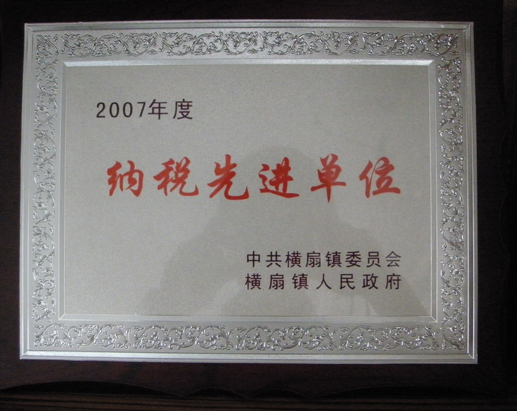 2007年度
纳税先进单位
中共横扇镇委员会
横扇镇人民政府